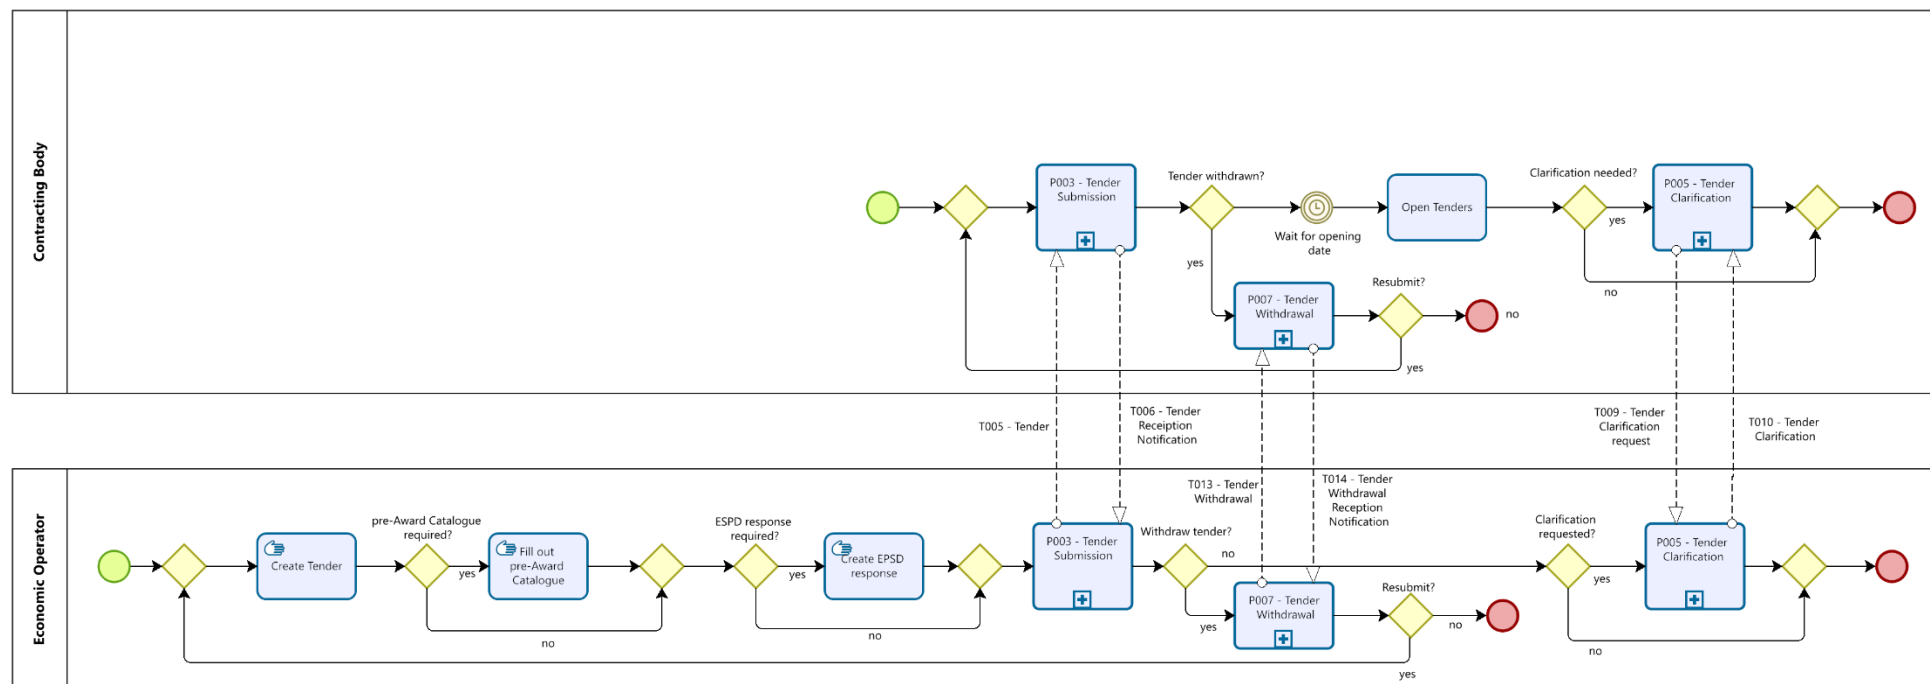 Contracting Body
P003 - Tender
Submission
Tender withdrawn?
yes
Wait for opening
date
Open Tenders
Clarification needed?
yes
no
P005 - Tender
Clarification
P007 - Tender
Withdrawal
Resubmit?
no
yes
T005 - Tender
T006 - Tender
Receiption
Notification
T013 - Tender
Withdrawal
T014 - Tender
Withdrawal
Reception
Notification
T009 - Tender
Clarification
request
T010 - Tender
Clarification
Economic Operator
Create Tender
pre-Award Catalogue
required?
yes
no
Fill out
pre-Award
Catalogue
ESPD response
required?
yes
no
Create EPSD
response
P003 - Tender
Submission
Withdraw tender?
no
yes
P007 - Tender
Withdrawal
Resubmit?
no
yes
Clarification
requested?
yes
no
P005 - Tender
Clarification